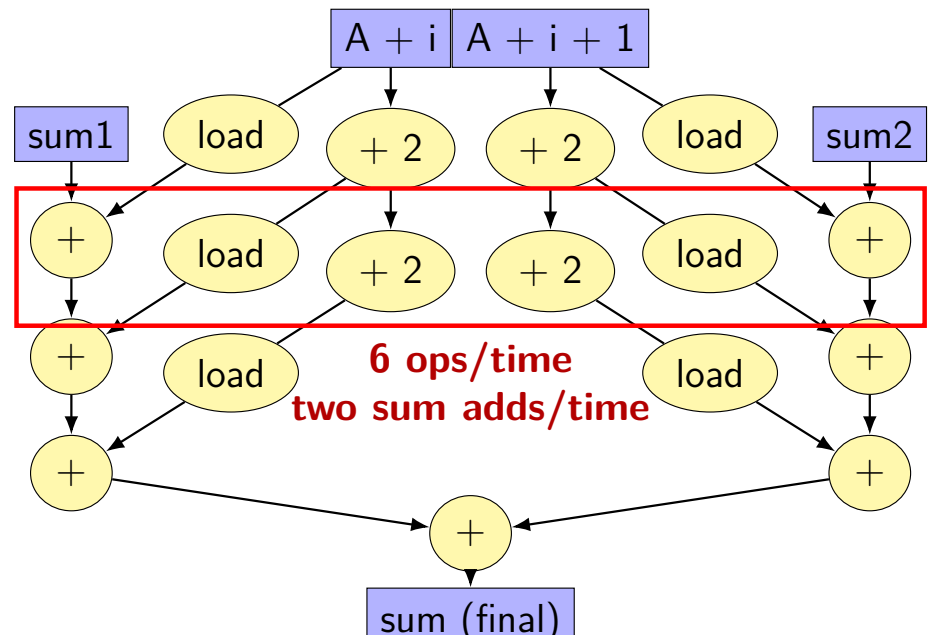 A + i
A + i + 1
sum1
load
+ 2
+ 2
load
sum2
+
load
+ 2
+ 2
load
+
+
load
6 ops/time
two sum adds/time
load
+
+
+
+
sum (final)